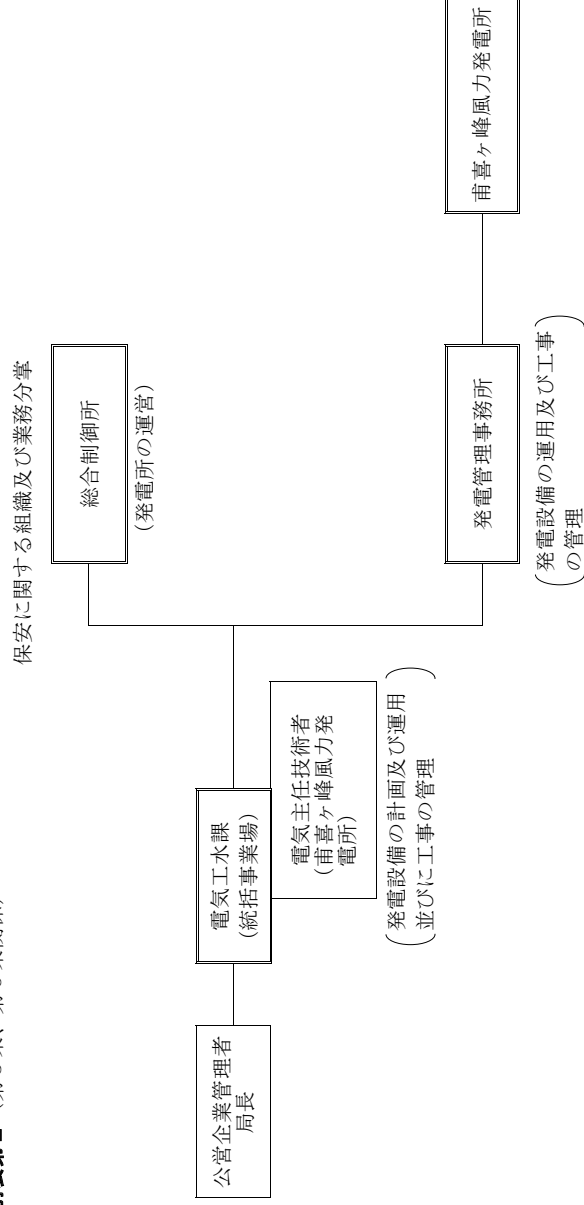 保安に関する組織及び業務分掌
公営企業管理者
局長
電気工水課
(統括事業場)
電気主任技術者
(甫喜ヶ峰風力発
電所)
(発電設備の計画及び運用
並びに工事の管理)
総合制御所
(発電所の運営)
発電管理事務所
(発電設備の運用及び工事
の管理)
甫喜ヶ峰風力発電所